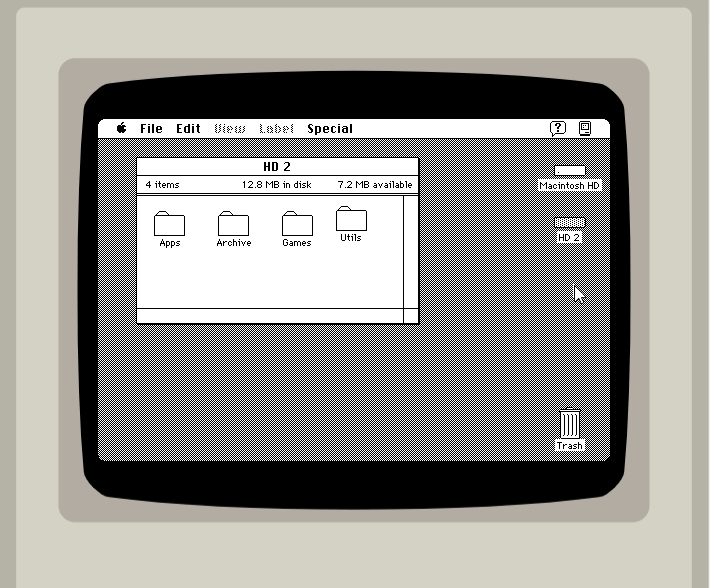 File Edit View Label Special ?
HD 2
4 items 12.8 MB in disk 7.2 MB available
Apps Archive Games Utils
Macintosh HD
HD 2
Trash